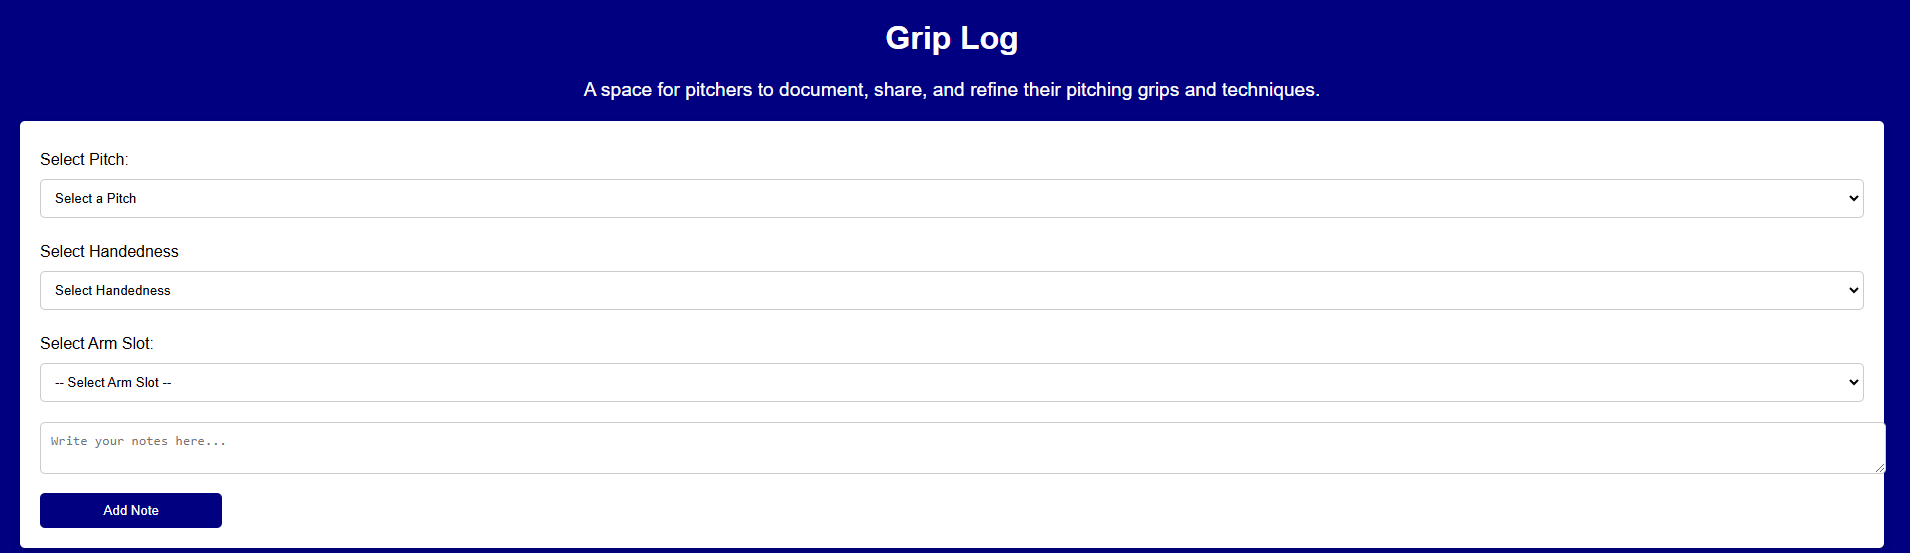 Grip Log
A space for pitchers to document, share, and refine their pitching grips and techniques.
Select Pitch:
Select a Pitch
Select Handedness
Select Handedness
Select Arm Slot:
-- Select Arm Slot --
Write your notes here...
Add Note